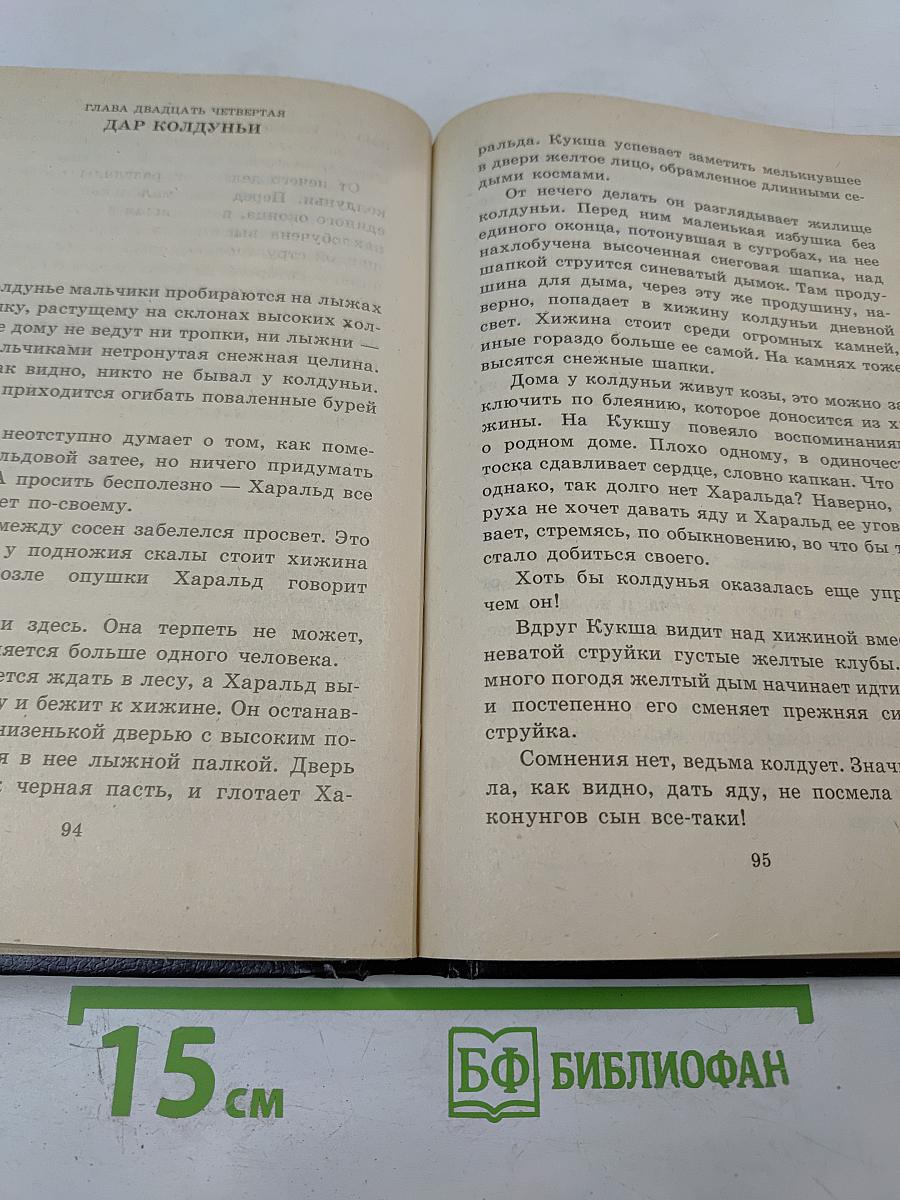 ГЛАВА ДВАДЦАТЬ ЧЕТВЕРТАЯ
ДАР КОЛДУНЬИ
олдунье мальчики пробираются на лыжах
ку, растущему на склонах высоких хол-
е дому не ведут ни тропки, ни лыжни —
льчиками нетронутая снежная целина.
ак видно, никто не бывал у колдуньи.
приходится огибать поваленные бурей
неотступно думает о том, как поме-
льдовой затее, но ничего придумать
А просить бесполезно — Харальд все
ет по-своему.
между сосен забелелся просвет. Это
у подножия скалы стоит хижина
озле опушки Харальд говорит
и здесь. Она терпеть не может,
ляется больше одного человека.
ется ждать в лесу, а Харальд вы-
у и бежит к хижине. Он останав-
низенькой дверью с высоким по-
я в нее лыжной палкой. Дверь
черная пасть, и глотает Ха-
94
ральда. Кукша успевает заметить мелькнувшее
в двери желтое лицо, обрамленное длинными се-
дыми космами.
От нечего делать он разглядывает жилище
колдуньи. Перед ним маленькая избушка без
единого оконца, потонувшая в сугробах, на нее
нахлобучена высоченная снеговая шапка, над
шапкой струится синеватый дымок. Там проду-
шина для дыма, через эту же продушину, на-
верно, попадает в хижину колдуньи дневной
свет. Хижина стоит среди огромных камней,
иные гораздо больше ее самой. На камнях тоже
высятся снежные шапки.
Дома у колдуньи живут козы, это можно за
ключить по блеянию, которое доносится из х
жины. На Кукшу повеяло воспоминания
о родном доме. Плохо одному, в одиночес
тоска сдавливает сердце, словно капкан. Что
однако, так долго нет Харальда? Наверно,
руха не хочет давать яду и Харальд ее угов
вает, стремясь, по обыкновению, во что бы т
стало добиться своего.
Хоть бы колдунья оказалась еще упр
чем он!
Вдруг Кукша видит над хижиной вмес
неватой струйки густые желтые клубы.
много погодя желтый дым начинает идти
и постепенно его сменяет прежняя си
струйка.
Сомнения нет, ведьма колдует. Значи
ла, как видно, дать яду, не посмела
конунгов сын все-таки!
95
15 см
БФ БИБЛИОФАН